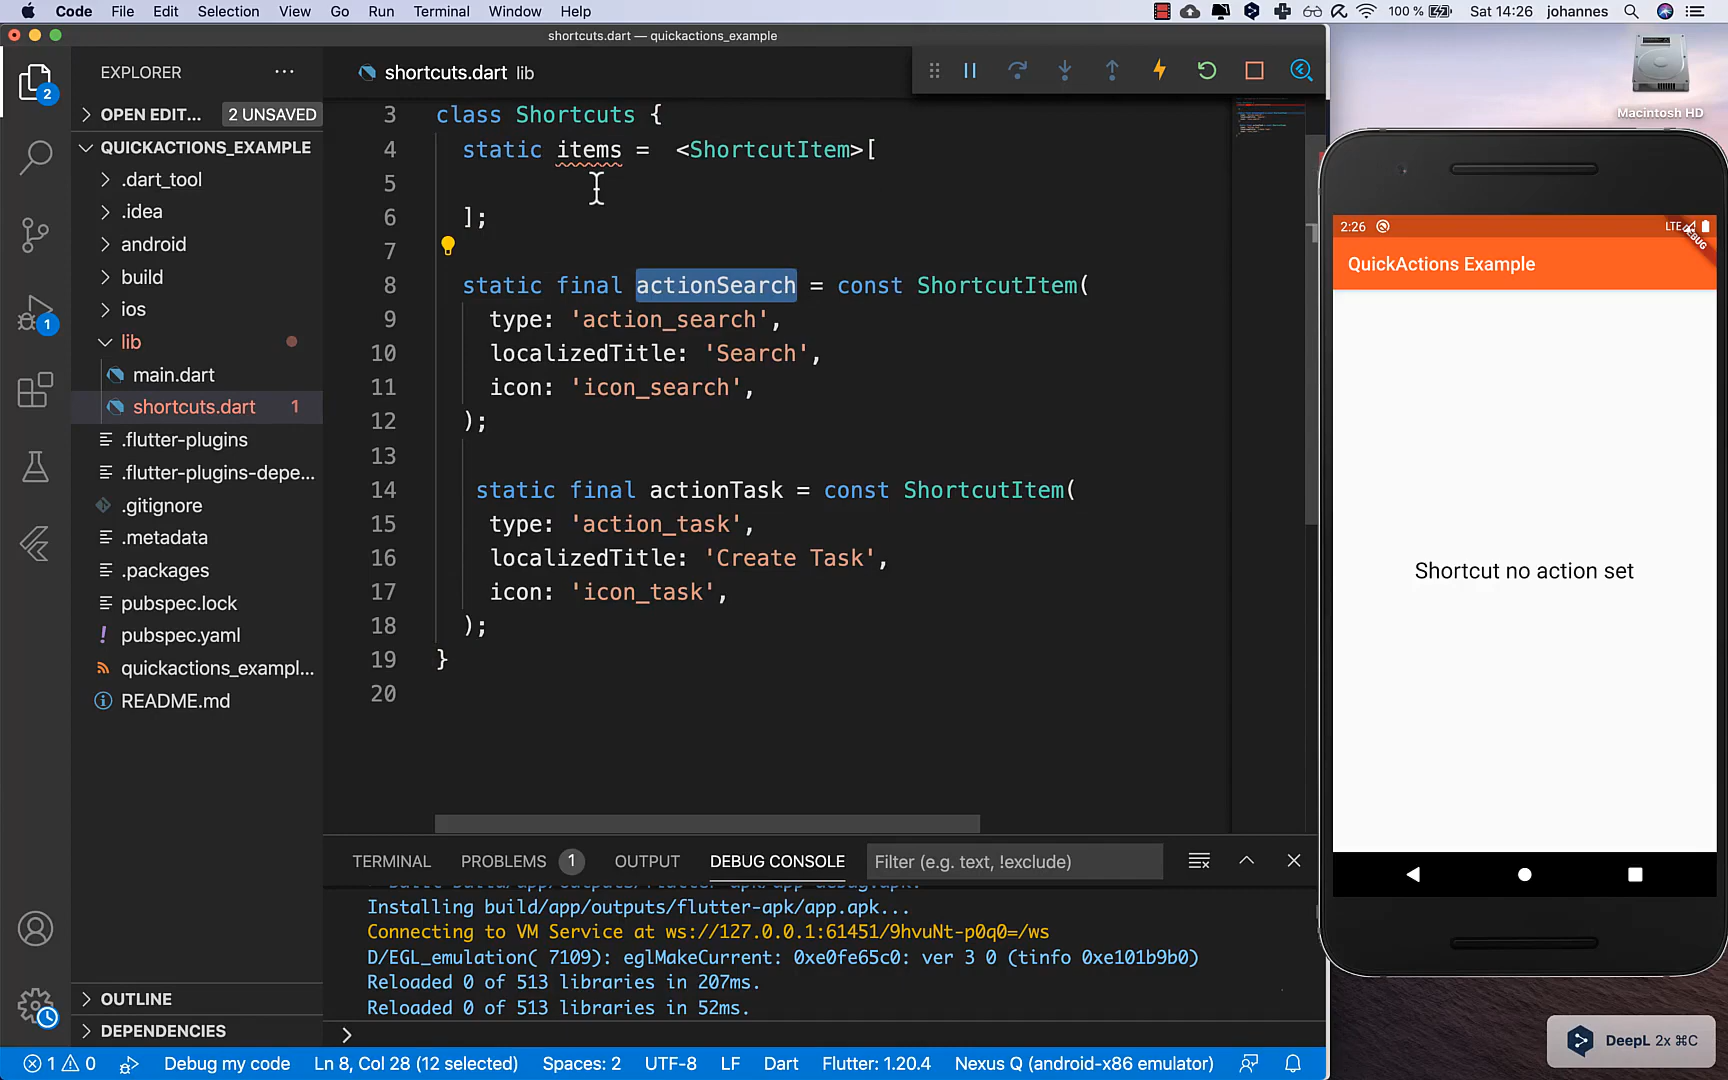 Code File Edit Selection View Go Run Terminal Window Help 100 % Sat 14:26 johannes
shortcuts.dart — quickactions_example
EXPLORER
shortcuts.dart lib
OPEN EDIT... 2 UNSAVED
QUICKACTIONS_EXAMPLE
.dart_tool
.idea
android
build
ios
lib
main.dart
shortcuts.dart 1
.flutter-plugins
.flutter-plugins-depe...
.gitignore
.metadata
.packages
pubspec.lock
pubspec.yaml
quickactions_exampl...
README.md
OUTLINE
DEPENDENCIES
2
1
3 class Shortcuts {
4 static items = <ShortcutItem>[
5
6 ];
7
8 static final actionSearch = const ShortcutItem(
9 type: 'action_search',
10 localizedTitle: 'Search',
11 icon: 'icon_search',
12 );
13
14 static final actionTask = const ShortcutItem(
15 type: 'action_task',
16 localizedTitle: 'Create Task',
17 icon: 'icon_task',
18 );
19 }
20
TERMINAL PROBLEMS 1 OUTPUT DEBUG CONSOLE Filter (e.g. text, !exclude)
Installing build/app/outputs/flutter-apk/app.apk...
Connecting to VM Service at ws://127.0.0.1:61451/9hvuNt-p0q0=/ws
D/EGL_emulation( 7109): eglMakeCurrent: 0xe0fe65c0: ver 3 0 (tinfo 0xe101b9b0)
Reloaded 0 of 513 libraries in 207ms.
Reloaded 0 of 513 libraries in 52ms.
1 0 Debug my code Ln 8, Col 28 (12 selected) Spaces: 2 UTF-8 LF Dart Flutter: 1.20.4 Nexus Q (android-x86 emulator)
Macintosh HD
2:26 LTE
DEBUG
QuickActions Example
Shortcut no action set
DeepL 2x ⌘C